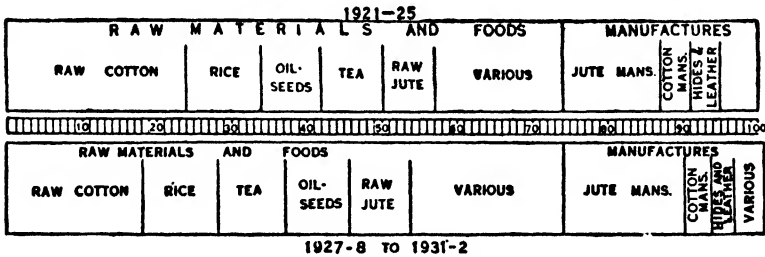 1921-25
RAW MATERIALS AND FOODS MANUFACTURES
RAW COTTON RICE OIL-SEEDS TEA RAW JUTE VARIOUS JUTE MANS. COTTON MANS. HIDES & LEATHER
10 20 30 40 50 60 70 80 90 100
RAW MATERIALS AND FOODS MANUFACTURES
RAW COTTON RICE TEA OIL-SEEDS RAW JUTE VARIOUS JUTE MANS. COTTON MANS. HIDES AND LEATHER VARIOUS
1927-8 TO 1931-2